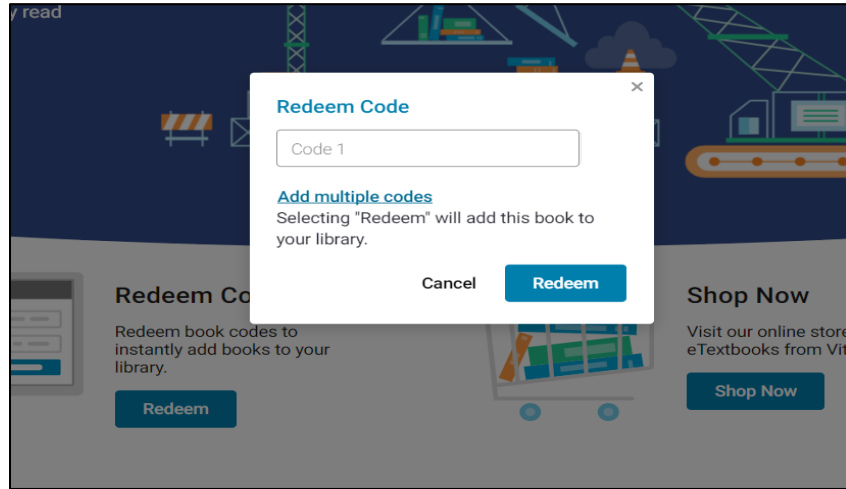 y read
Redeem Code
Code 1
Add multiple codes
Selecting "Redeem" will add this book to
your library.
Cancel
Redeem
×
Redeem Co
Redeem book codes to
instantly add books to your
library.
Redeem
Shop Now
Visit our online store
eTextbooks from Vit
Shop Now